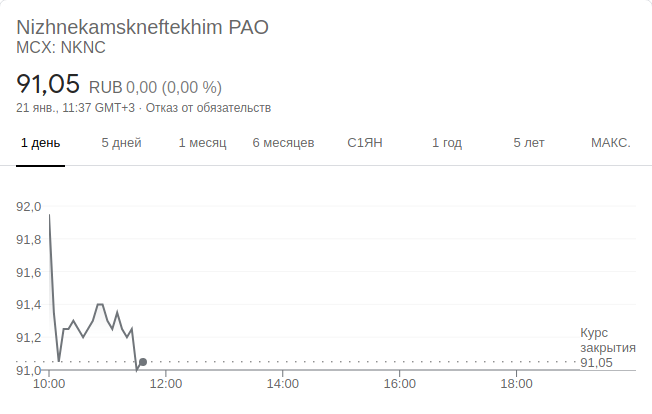 Nizhnekamskneftekhim PAO
MCX: NKNC
91,05 RUB 0,00 (0,00 %)
21 янв., 11:37 GMT+3 · Отказ от обязательств
1 день 5 дней 1 месяц 6 месяцев С1ЯН 1 год 5 лет МАКС.
92,0
91,8
91,6
91,4
91,2
91,0
Курс
закрытия
91,05
10:00 12:00 14:00 16:00 18:00